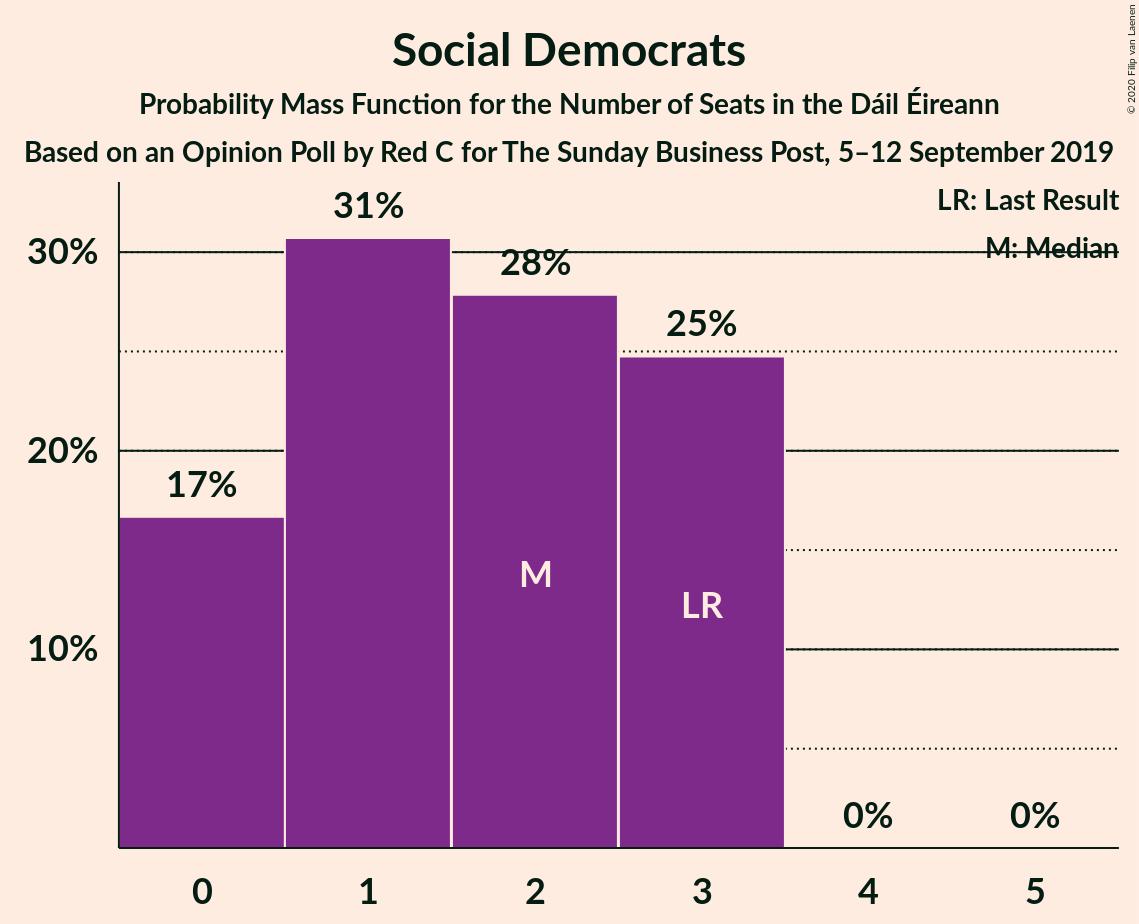 Social Democrats
Probability Mass Function for the Number of Seats in the Dáil Éireann
Based on an Opinion Poll by Red C for The Sunday Business Post, 5–12 September 2019
© 2020 Filip van Laenen
LR: Last Result
M: Median
30%
20%
10%
17%
31%
28%
25%
0%
0%
M
LR
0
1
2
3
4
5